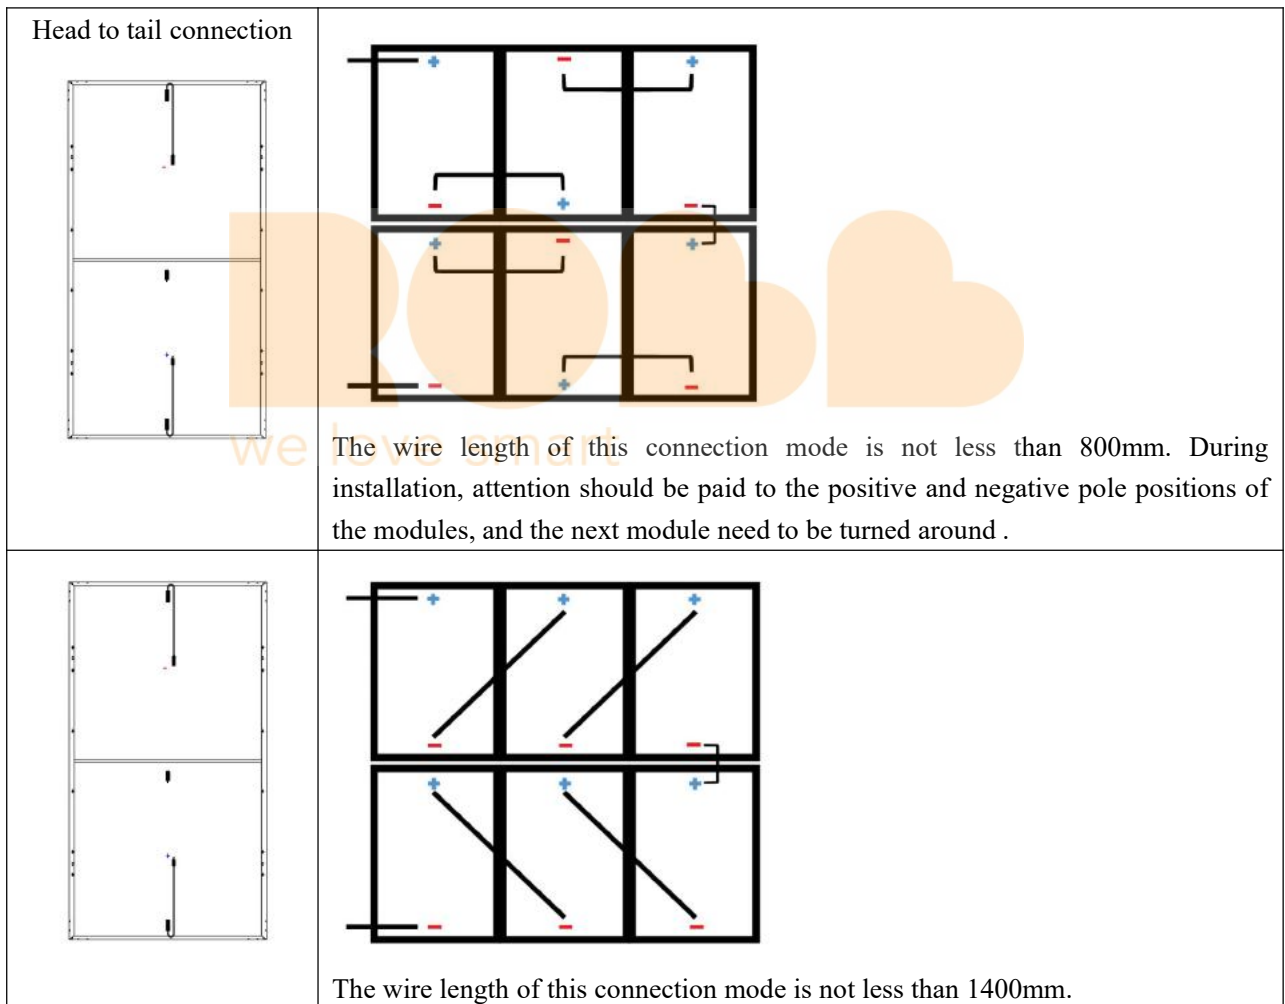 Head to tail connection
+ - +
- + -
+ - +
- + -
ROBB
we love smart
The wire length of this connection mode is not less than 800mm. During
installation, attention should be paid to the positive and negative pole positions of
the modules, and the next module need to be turned around .
+ + +
- - -
+ + +
- - -
The wire length of this connection mode is not less than 1400mm.